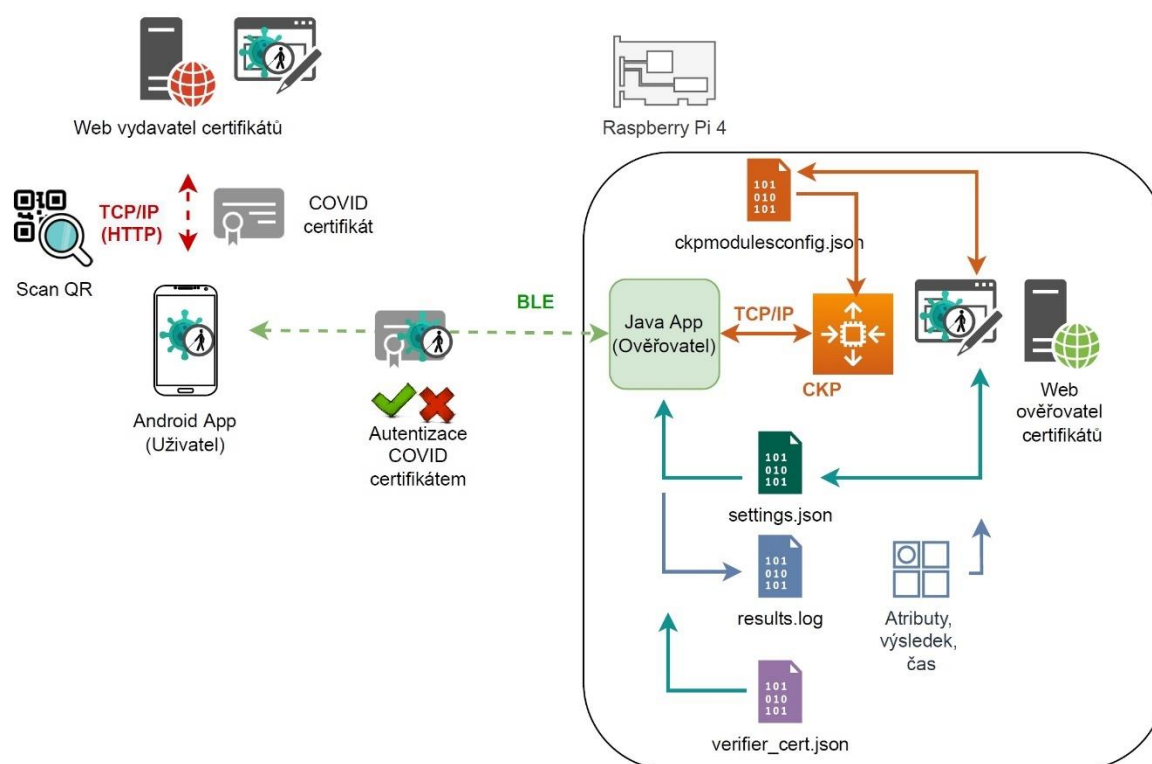 Web vydavatel certifikátů
Raspberry Pi 4
TCP/IP
(HTTP)
COVID
certifikát
Scan QR
101
010
101
ckpmodulesconfig.json
BLE
Java App
(Ověřovatel)
TCP/IP
CKP
Web
ověřovatel
certifikátů
Android App
(Uživatel)
Autentizace
COVID
certifikátem
101
010
101
settings.json
101
010
101
results.log
Atributy,
výsledek,
čas
101
010
101
verifier_cert.json